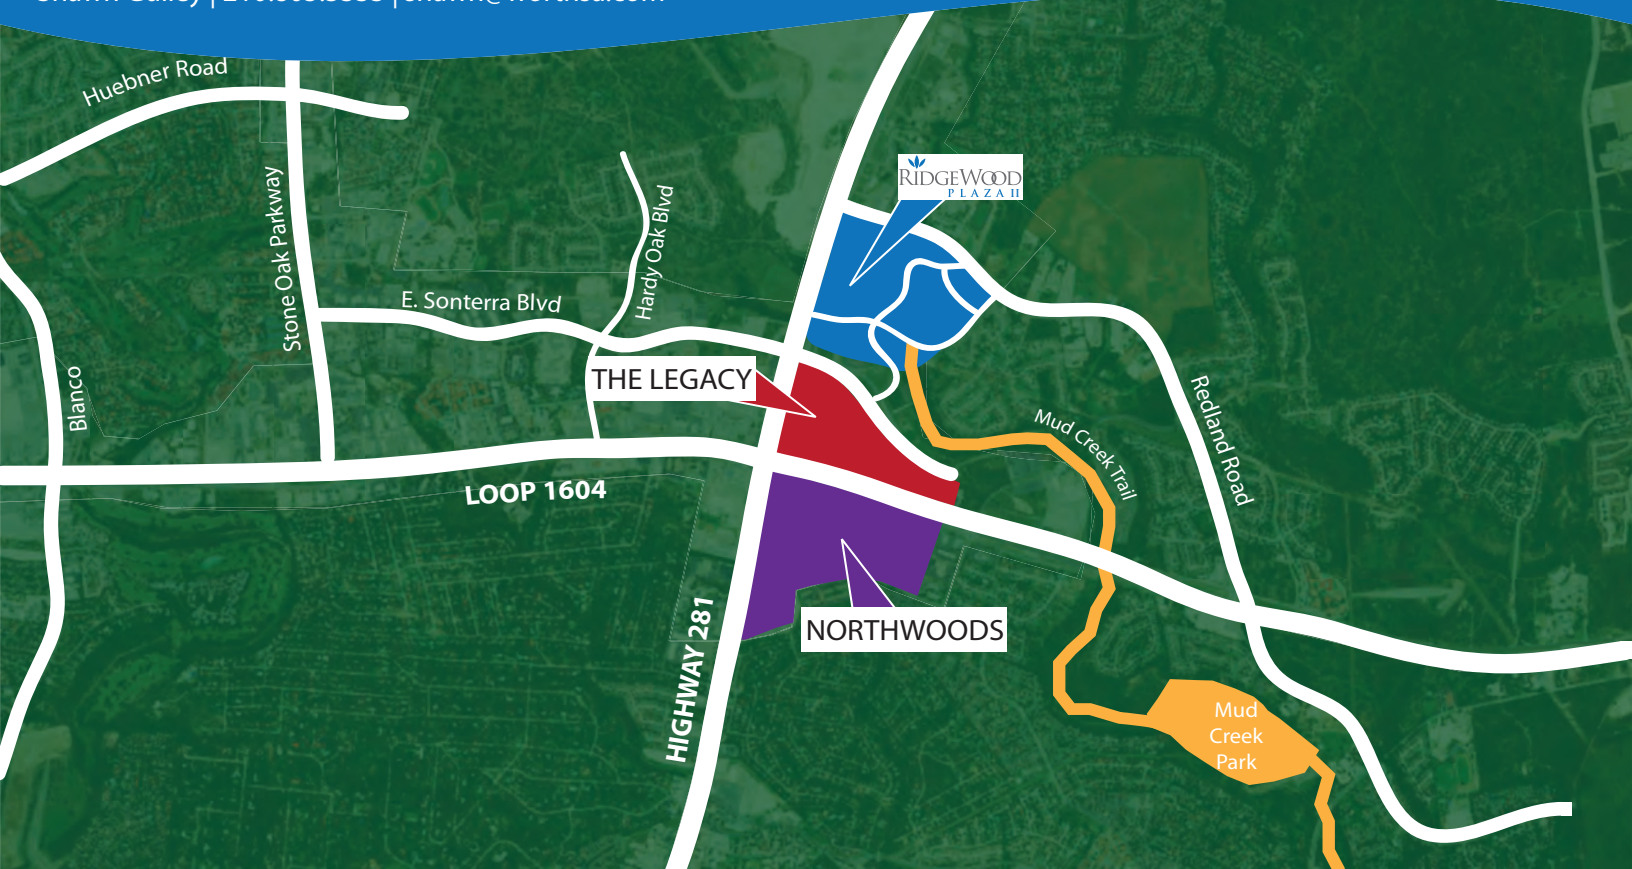 Huebner Road
Stone Oak Parkway
RIDGEWOOD
PLAZA II
Hardy Oak Blvd
E. Sonterra Blvd
Blanco
THE LEGACY
Redland Road
Mud Creek Trail
LOOP 1604
NORTHWOODS
HIGHWAY 281
Mud
Creek
Park